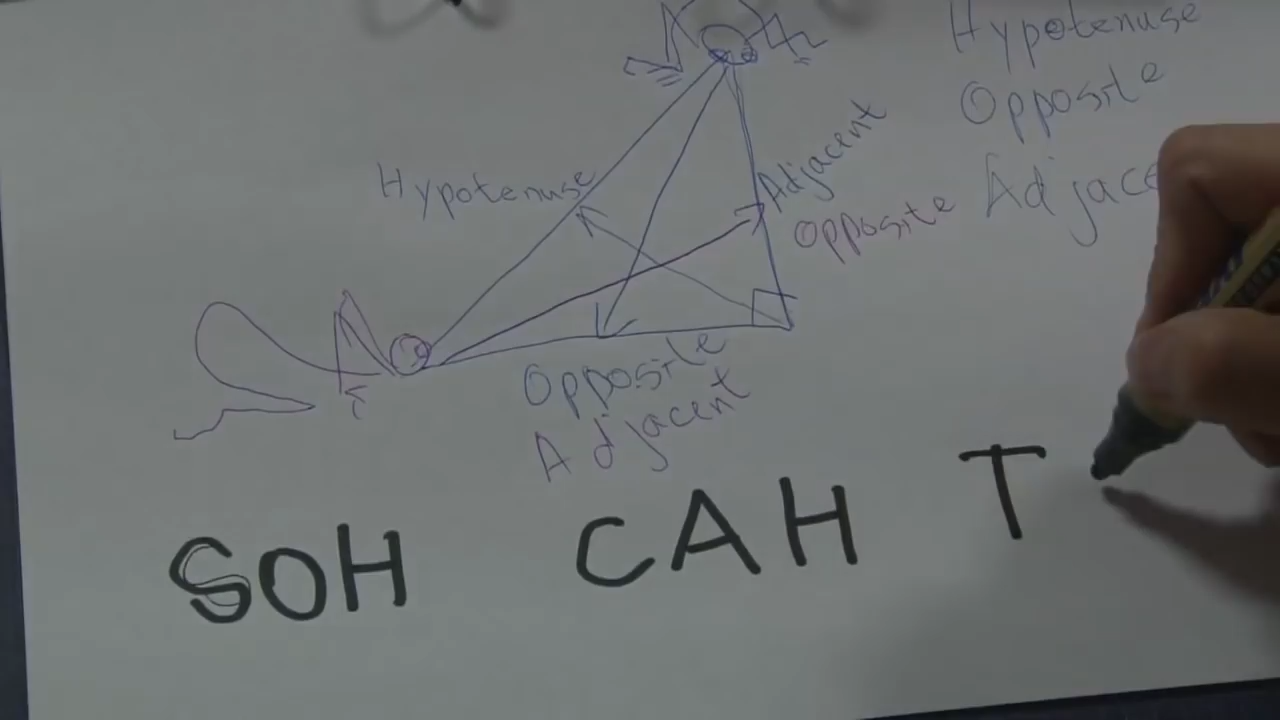 Hypotenuse
Opposite
Adjace
Hypotenuse
Adjacent
Opposite
Opposite
Adjacent
SOH CAH T